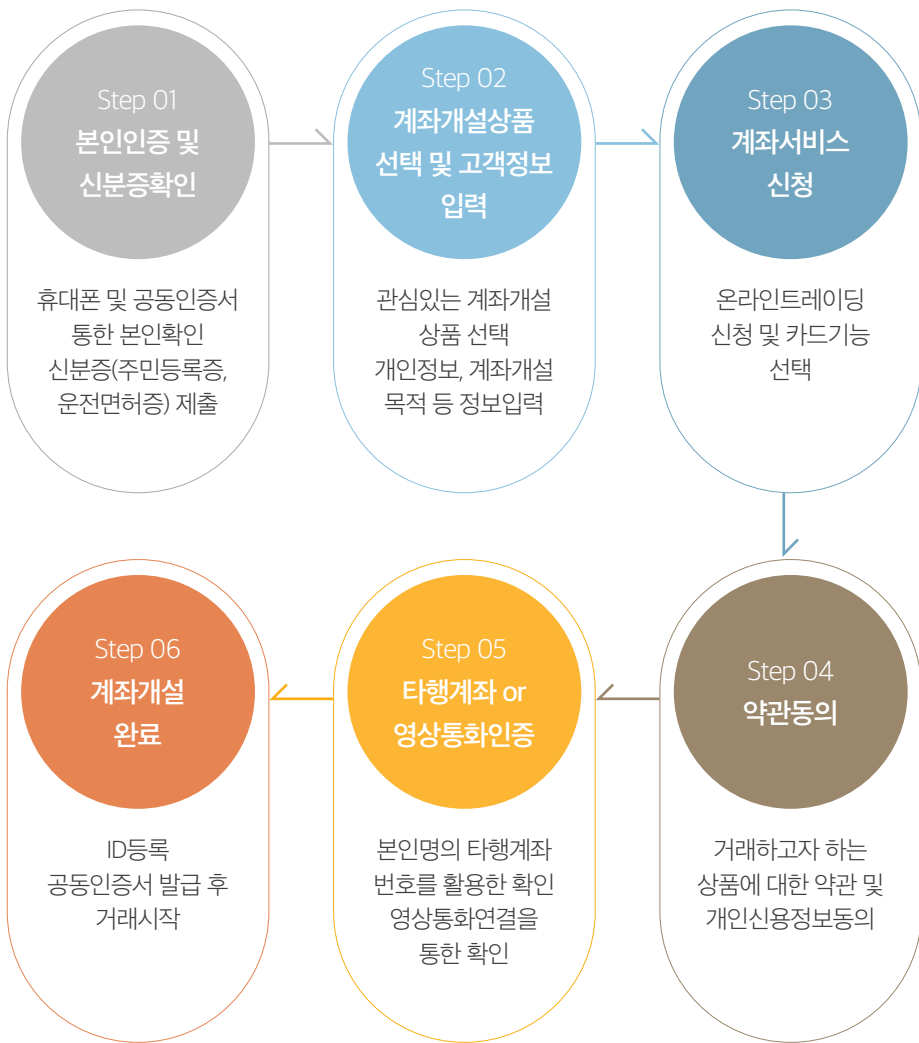 Step 01
본인인증 및
신분증확인
휴대폰 및 공동인증서
통한 본인확인
신분증(주민등록증,
운전면허증) 제출
Step 02
계좌개설상품
선택 및 고객정보
입력
관심있는 계좌개설
상품 선택
개인정보, 계좌개설
목적 등 정보입력
Step 03
계좌서비스
신청
온라인트레이딩
신청 및 카드기능
선택
Step 04
약관동의
거래하고자 하는
상품에 대한 약관 및
개인신용정보동의
Step 05
타행계좌 or
영상통화인증
본인명의 타행계좌
번호를 활용한 확인
영상통화연결을
통한 확인
Step 06
계좌개설
완료
ID등록
공동인증서 발급 후
거래시작